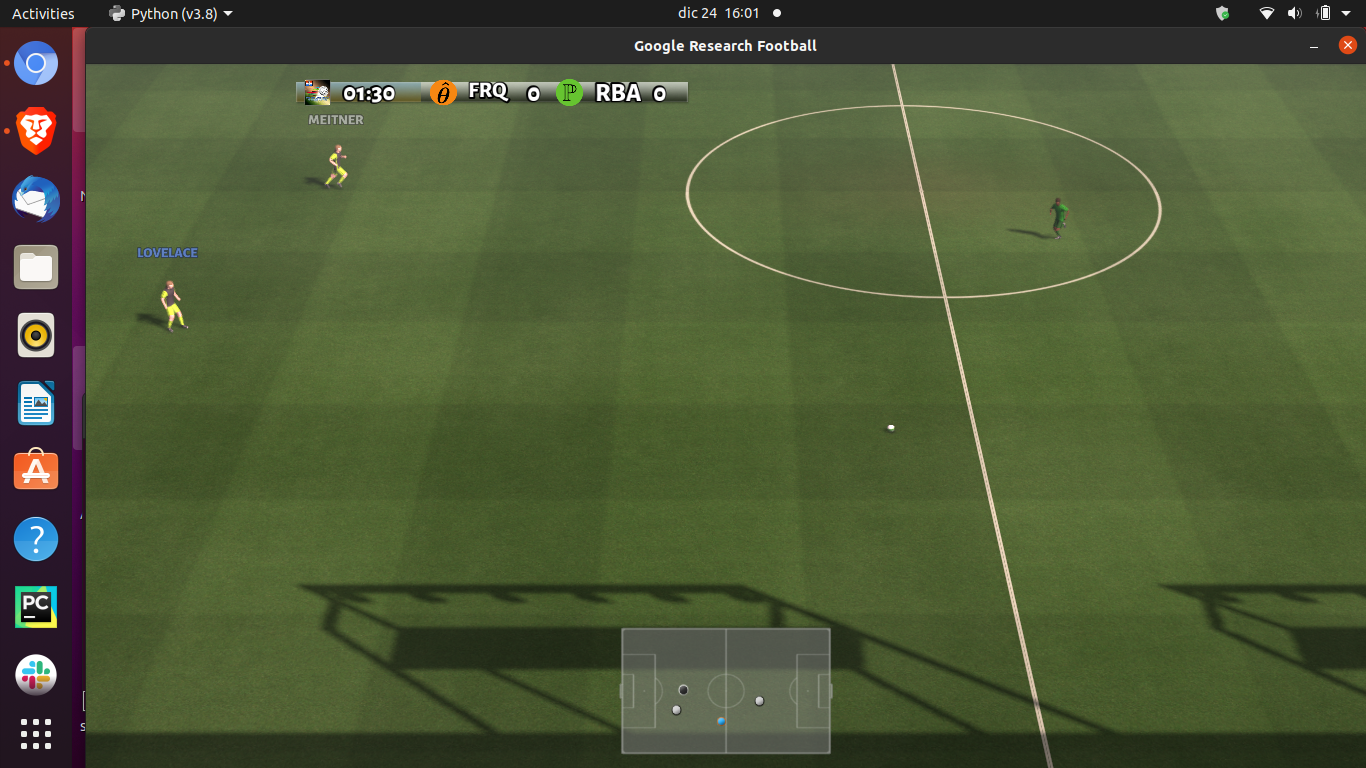 Activities Python (v3.8) dic 24 16:01
Google Research Football
01:30 θ̂ FRQ 0 ℙ RBA 0
MEITNER
LOVELACE
?
PC